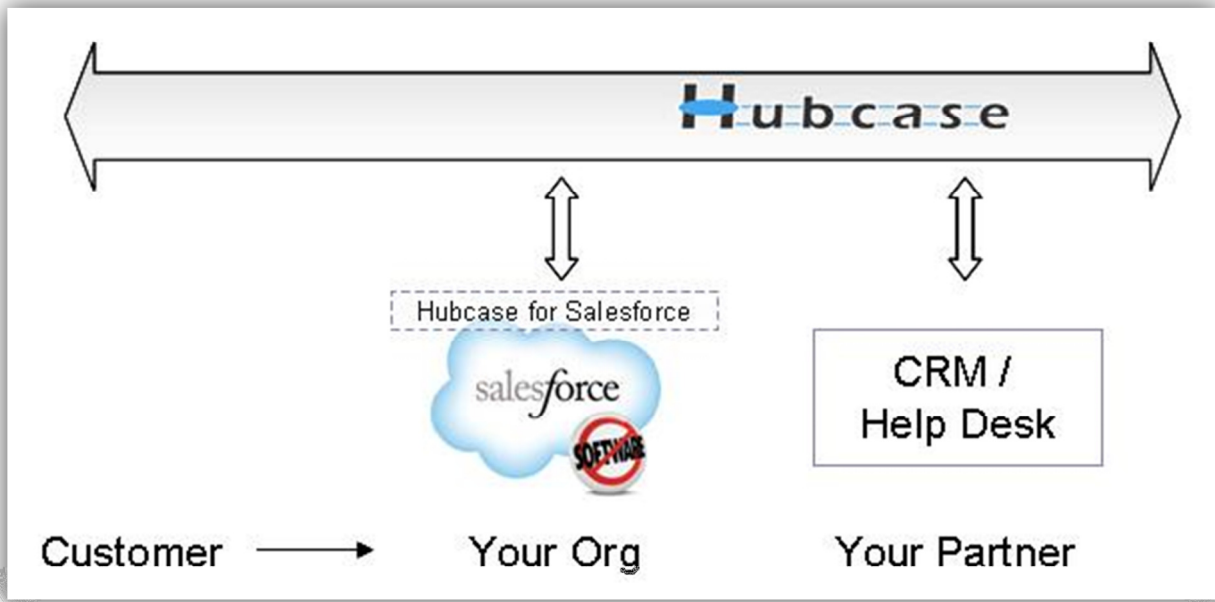 Hubcase
Hubcase for Salesforce
salesforce
SOFTWARE
CRM /
Help Desk
Customer
Your Org
Your Partner